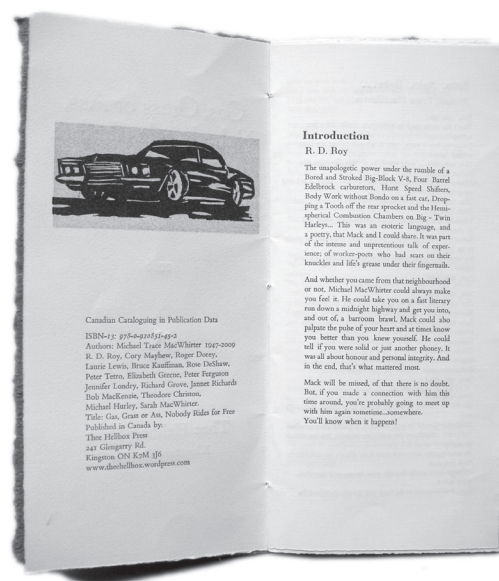 Canadian Cataloguing in Publication Data
ISBN-13: 978-0-920851-45-2
Authors: Michael Trace MacWhirter 1947-2009
R. D. Roy, Cory Mayhew, Roger Dorey,
Laurie Lewis, Bruce Kauffman, Rose DeShaw,
Peter Tetro, Elizabeth Greene, Peter Ferguson
Jennifer Londry, Richard Grove, Jannet Richards
Bob MacKenzie, Theodore Christou,
Michael Hurley, Sarah MacWhirter.
Title: Gas, Grass or Ass, Nobody Rides for Free
Published in Canada by:
Thee Hellbox Press
241 Glengarry Rd.
Kingston ON K7M 3J6
www.theehellbox.wordpress.com
Introduction
R. D. Roy
The unapologetic power under the rumble of a
Bored and Stroked Big-Block V-8, Four Barrel
Edelbrock carburetors, Hurst Speed Shifters,
Body Work without Bondo on a fast car, Drop-
ping a Tooth off the rear sprocket and the Hemi-
spherical Combustion Chambers on Big - Twin
Harleys... This was an esoteric language, and
a poetry, that Mack and I could share. It was part
of the intense and unpretentious talk of exper-
ience; of worker-poets who had scars on their
knuckles and life's grease under their fingernails.
And whether you came from that neighbourhood
or not, Michael MacWhirter could always make
you feel it. He could take you on a fast literary
run down a midnight highway and get you into,
and out of, a barroom brawl. Mack could also
palpate the pulse of your heart and at times know
you better than you knew yourself. He could
tell if you were solid or just another phoney. It
was all about honour and personal integrity. And
in the end, that's what mattered most.
Mack will be missed, of that there is no doubt.
But, if you made a connection with him this
time around, you're probably going to meet up
with him again sometime...somewhere.
You'll know when it happens!